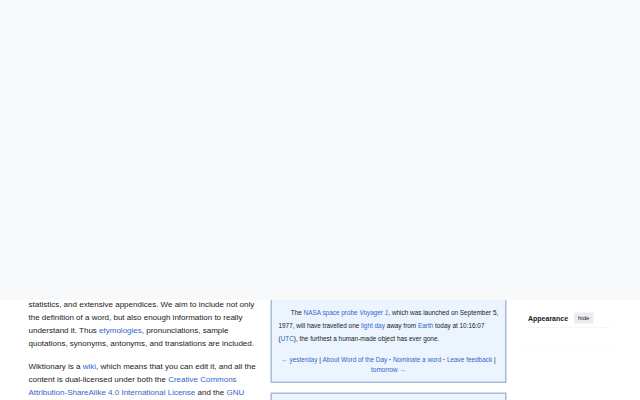 statistics, and extensive appendices. We aim to include not only
the definition of a word, but also enough information to really
understand it. Thus etymologies, pronunciations, sample
quotations, synonyms, antonyms, and translations are included.
Wiktionary is a wiki, which means that you can edit it, and all the
content is dual-licensed under both the Creative Commons
Attribution-ShareAlike 4.0 International License and the GNU
The NASA space probe Voyager 1, which was launched on September 5,
1977, will have travelled one light day away from Earth today at 10:16:07
(UTC), the furthest a human-made object has ever gone.
← yesterday | About Word of the Day • Nominate a word • Leave feedback |
tomorrow →
Appearance hide